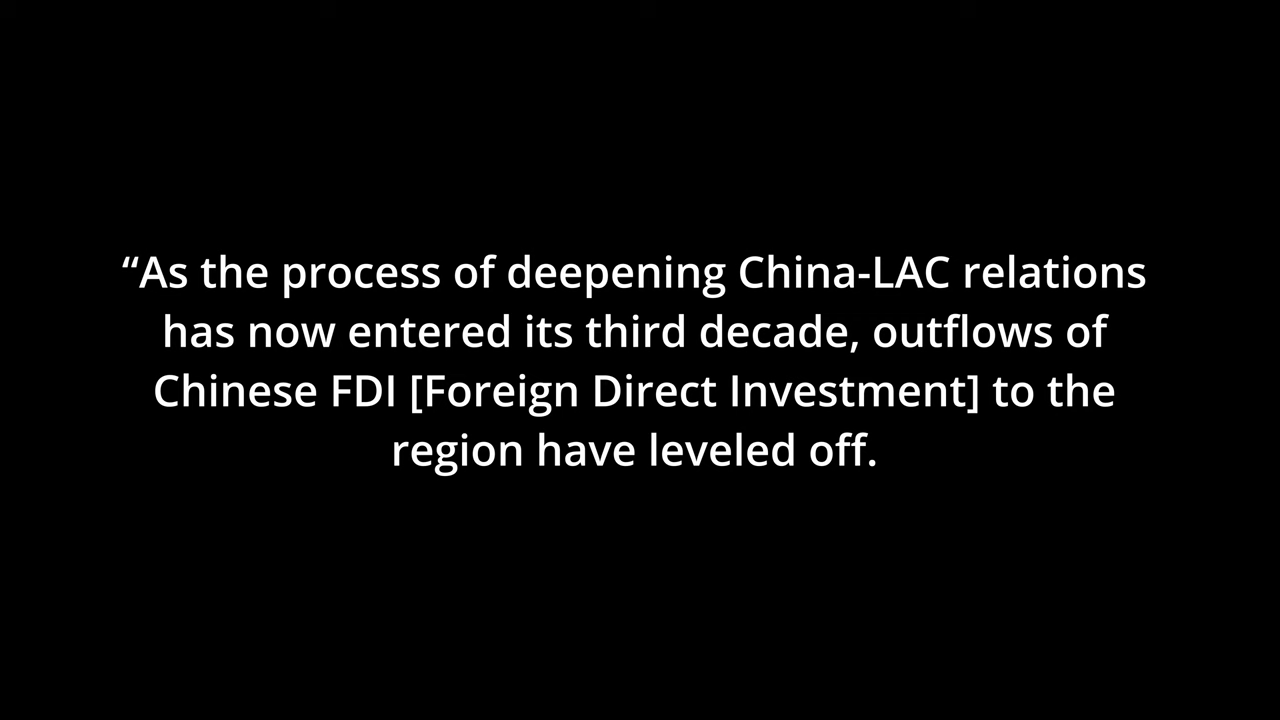 “As the process of deepening China-LAC relations
has now entered its third decade, outflows of
Chinese FDI [Foreign Direct Investment] to the
region have leveled off.